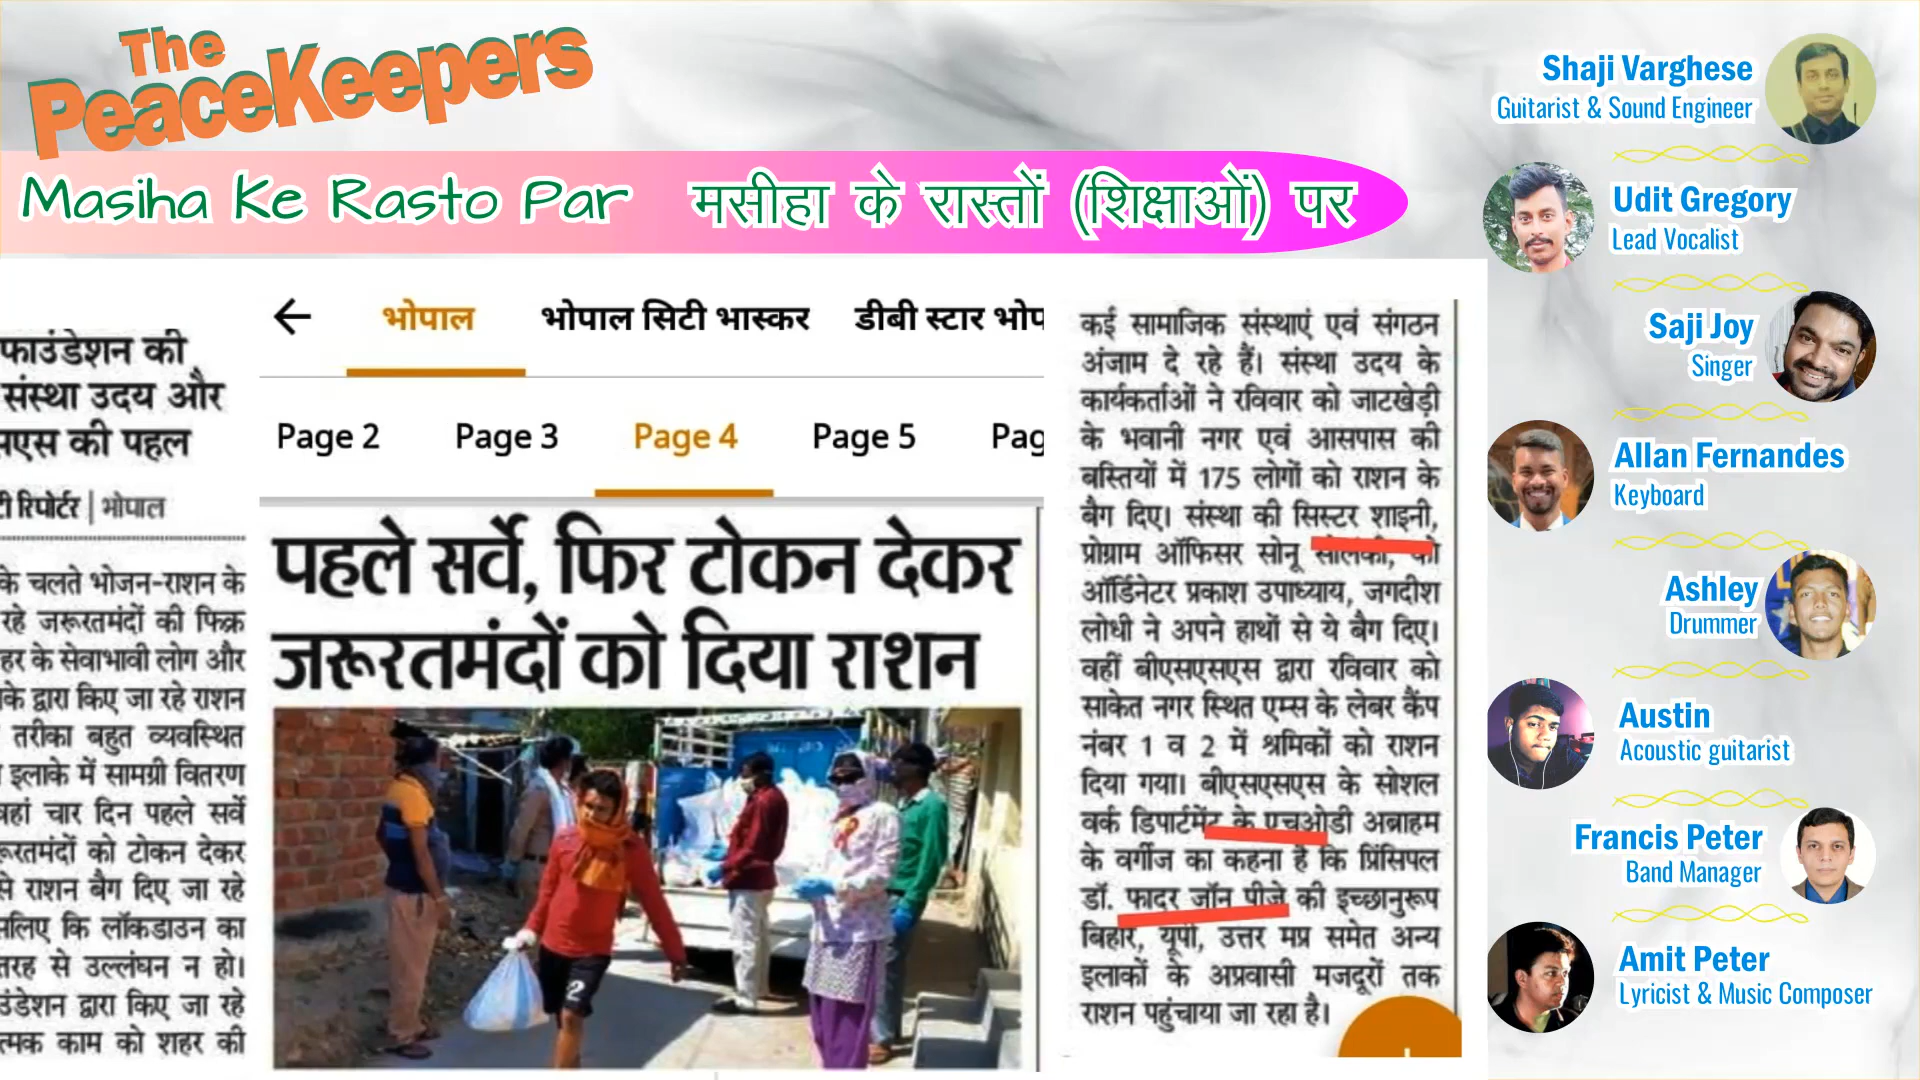 The
PeaceKeepers
Masiha Ke Rasto Par मसीहा के रास्तों (शिक्षाओं) पर
फाउंडेशन की
संस्था उदय और
की पहल
रिपोर्टर | भोपाल
के चलते भोजन-राशन के
रहे जरूरतमंदों की फिक्र
के सेवाभावी लोग और
के द्वारा किए जा रहे राशन
तरीका बहुत व्यवस्थित
इलाके में सामग्री वितरण
चार दिन पहले सर्वे
को टोकन देकर
से राशन बैग दिए जा रहे
कि लॉकडाउन का
तरह से उल्लंघन न हो।
द्वारा किए जा रहे
काम को शहर की
← भोपाल भोपाल सिटी भास्कर डीबी स्टार
Page 2 Page 3 Page 4 Page 5 Pag
पहले सर्वे, फिर टोकन देकर
जरूरतमंदों को दिया राशन
2
कई सामाजिक संस्थाएं एवं संगठन
अंजाम दे रहे हैं। संस्था उदय के
कार्यकर्ताओं ने रविवार को जाटखेड़ी
के भवानी नगर एवं आसपास की
बस्तियों में 175 लोगों को राशन के
बैग दिए। संस्था की सिस्टर शाइनी,
प्रोग्राम ऑफिसर सोनू सोलंकी, को
ऑर्डिनेटर प्रकाश उपाध्याय, जगदीश
लोधी ने अपने हाथों से ये बैग दिए।
वहीं बीएसएसएस द्वारा रविवार को
साकेत नगर स्थित एम्स के लेबर कैंप
नंबर 1 व 2 में श्रमिकों को राशन
दिया गया। बीएसएसएस के सोशल
वर्क डिपार्टमेंट के एचओडी अब्राहम
के वर्गीज का कहना है कि प्रिंसिपल
डॉ. फादर जॉन पीजे की इच्छानुरूप
बिहार, यूपी, उत्तर मप्र समेत अन्य
इलाकों के अप्रवासी मजदूरों तक
राशन पहुंचाया जा रहा है।
Shaji Varghese
Guitarist & Sound Engineer
Udit Gregory
Lead Vocalist
Saji Joy
Singer
Allan Fernandes
Keyboard
Ashley
Drummer
Austin
Acoustic guitarist
Francis Peter
Band Manager
Amit Peter
Lyricist & Music Composer